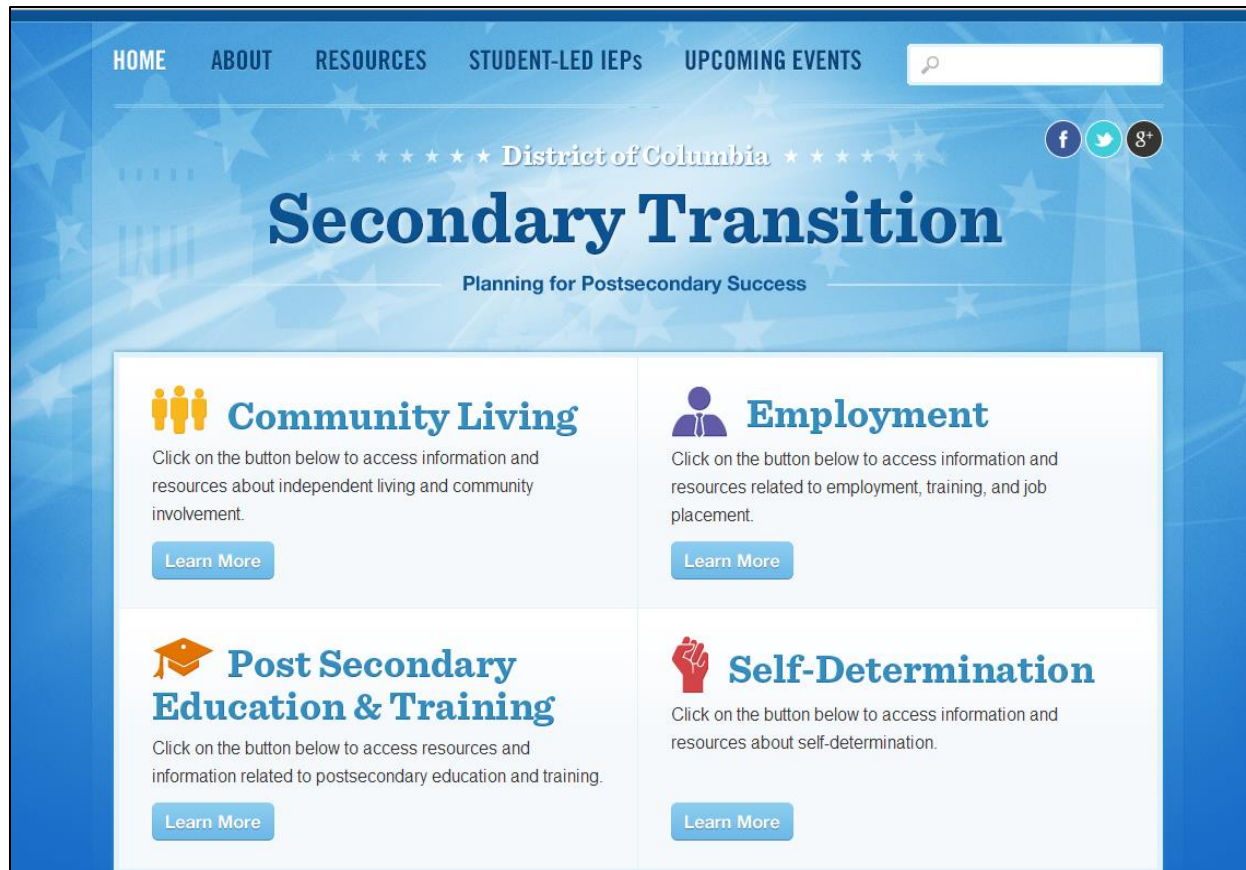 HOME ABOUT RESOURCES STUDENT-LED IEPs UPCOMING EVENTS
f g+
District of Columbia
Secondary Transition
Planning for Postsecondary Success
Community Living
Click on the button below to access information and
resources about independent living and community
involvement.
Learn More
Employment
Click on the button below to access information and
resources related to employment, training, and job
placement.
Learn More
Post Secondary
Education & Training
Click on the button below to access resources and
information related to postsecondary education and training.
Learn More
Self-Determination
Click on the button below to access information and
resources about self-determination.
Learn More